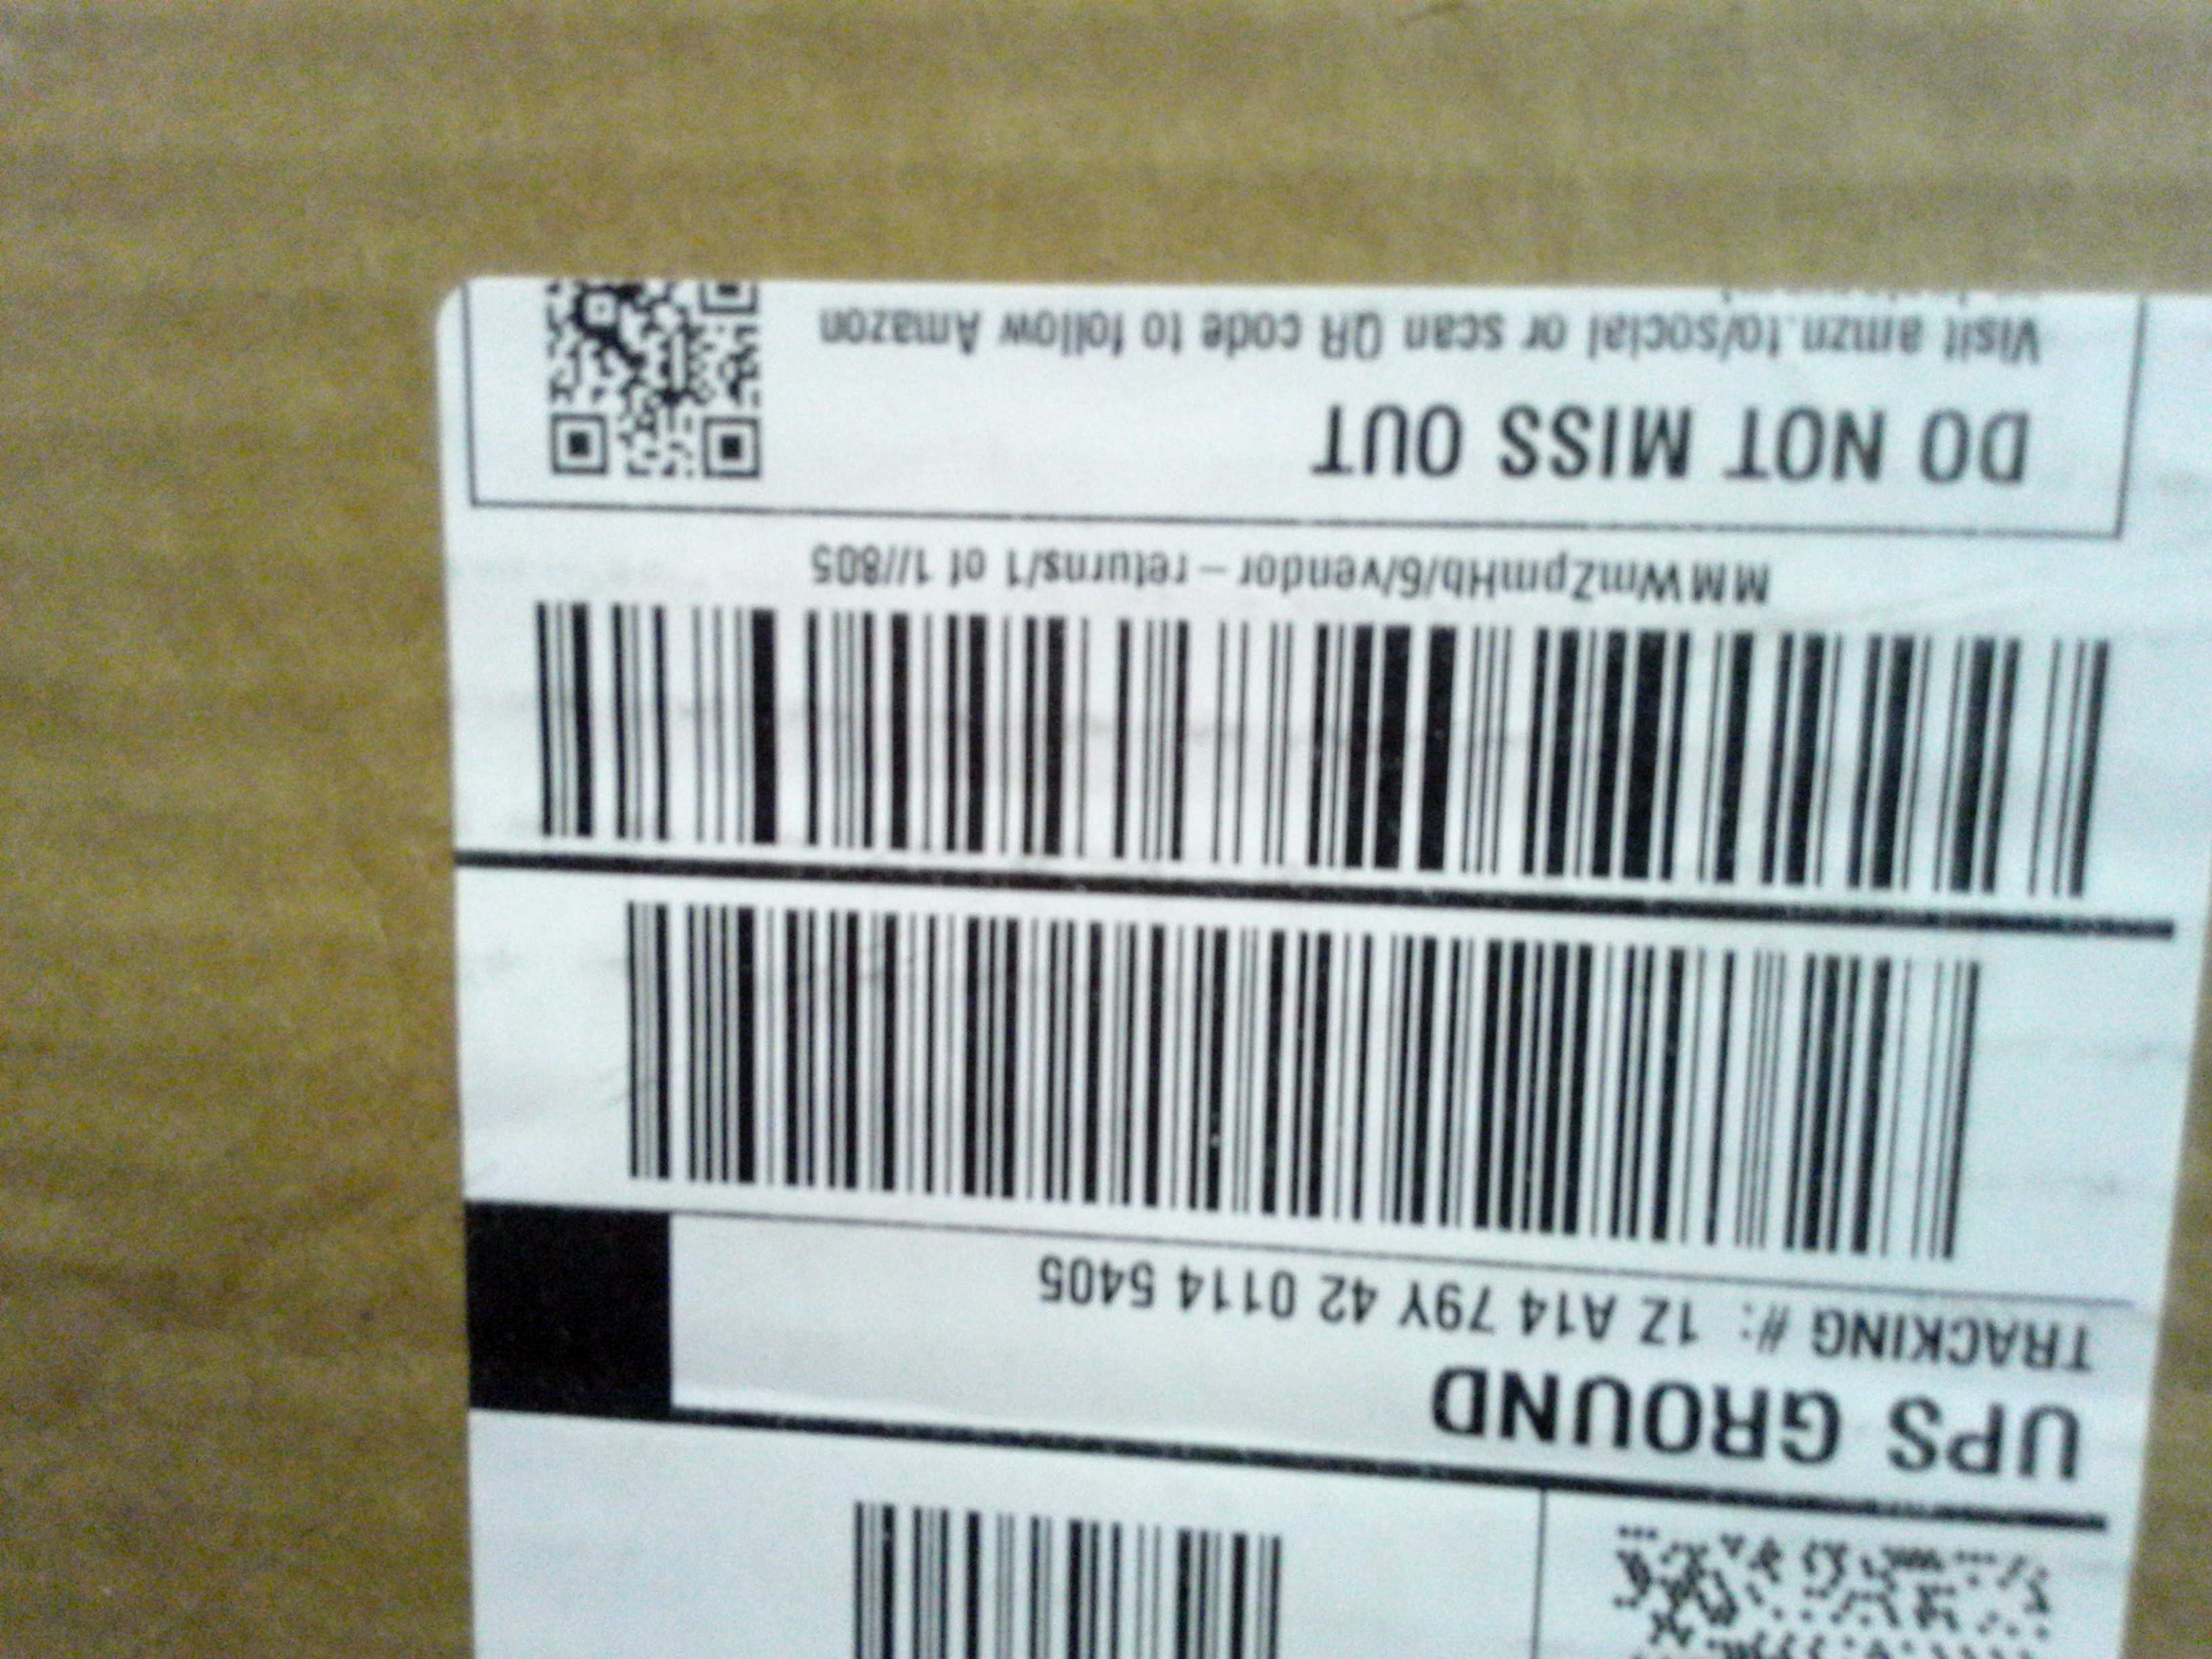 UPS GROUND
TRACKING #: 1Z A14 79Y 42 0114 5405
MMWmZpmHb/6/vendor – returns/1 of 1//805
DO NOT MISS OUT
Visit amzn.to/social or scan QR code to follow Amazon